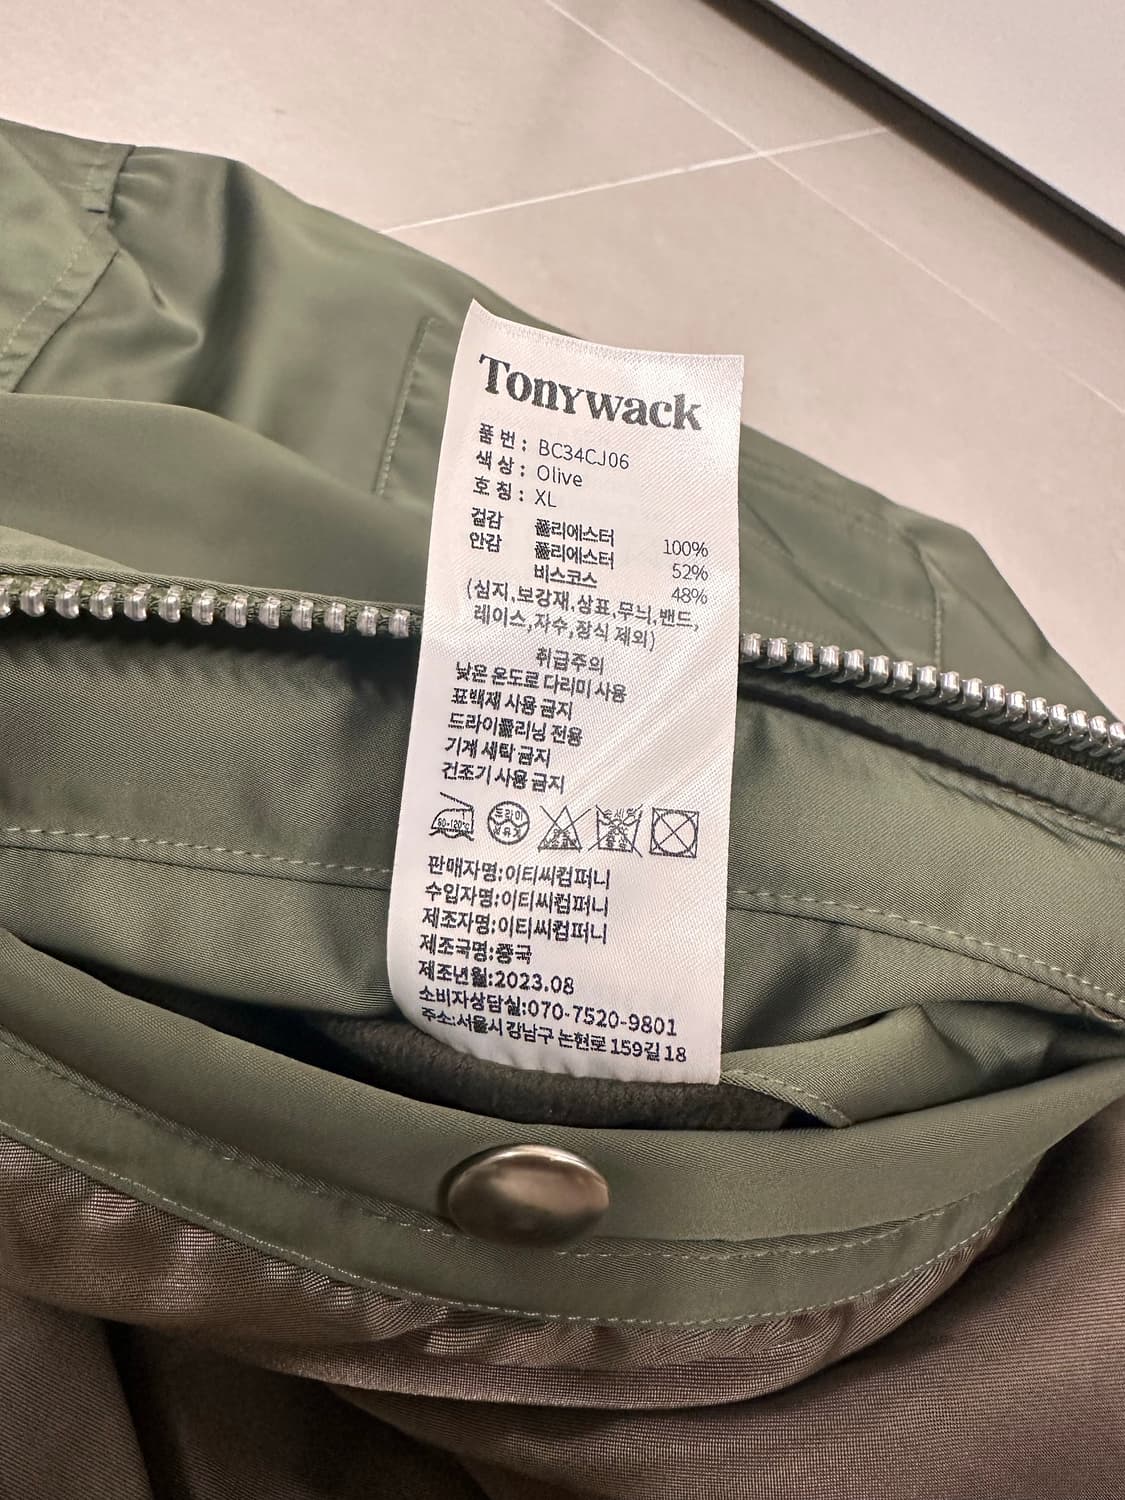 Tonywack
품 번 : BC34CJ06
색 상 : Olive
호 칭 : XL
겉감 폴리에스터 100%
안감 폴리에스터 52%
비스코스 48%
(심지,보강재,상표,무늬,밴드,
레이스,자수,장식 제외)
취급주의
낮은 온도로 다리미 사용
표백제 사용 금지
드라이클리닝 전용
기계 세탁 금지
건조기 사용 금지
80~120℃ 드라이
판매자명:이티씨컴퍼니
수입자명:이티씨컴퍼니
제조자명:이티씨컴퍼니
제조국명:중국
제조년월:2023.08
소비자상담실:070-7520-9801
주소:서울시 강남구 논현로 159길 18